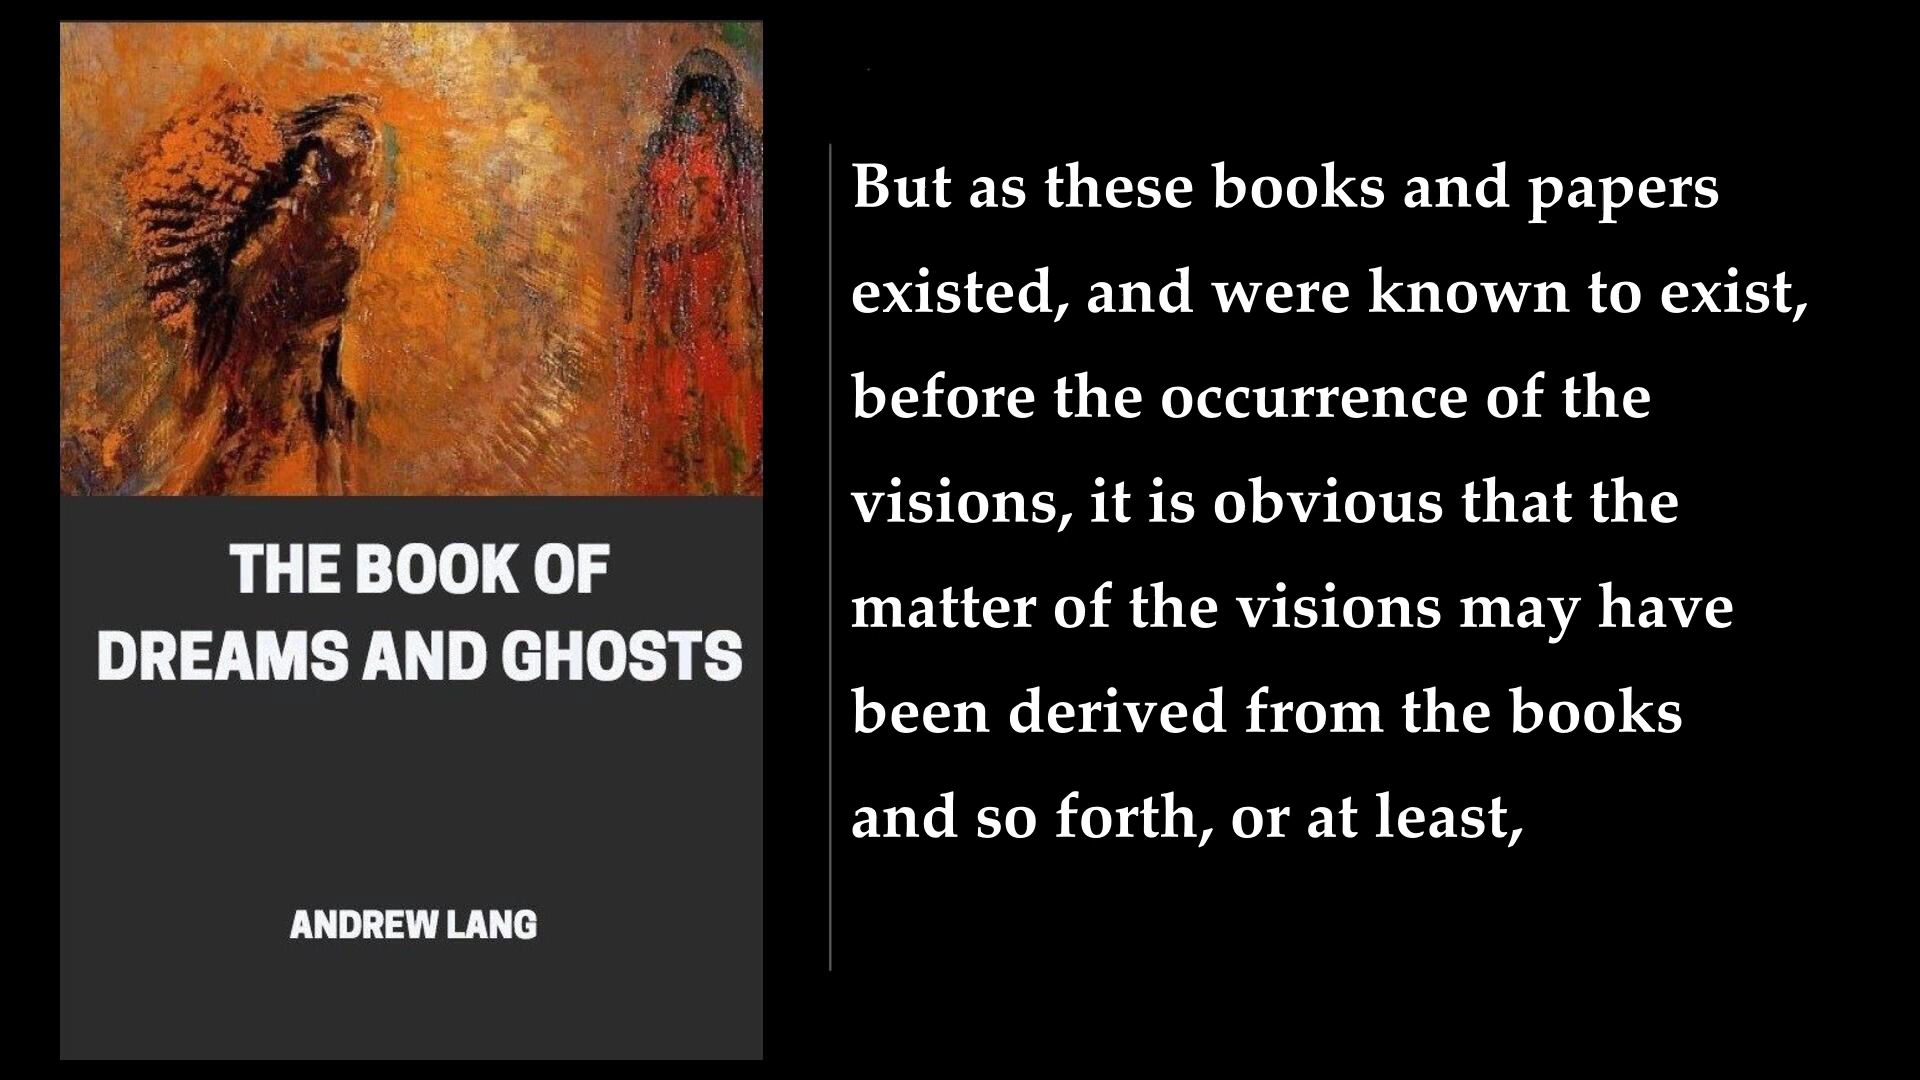 THE BOOK OF
DREAMS AND GHOSTS
ANDREW LANG
But as these books and papers
existed, and were known to exist,
before the occurrence of the
visions, it is obvious that the
matter of the visions may have
been derived from the books
and so forth, or at least,